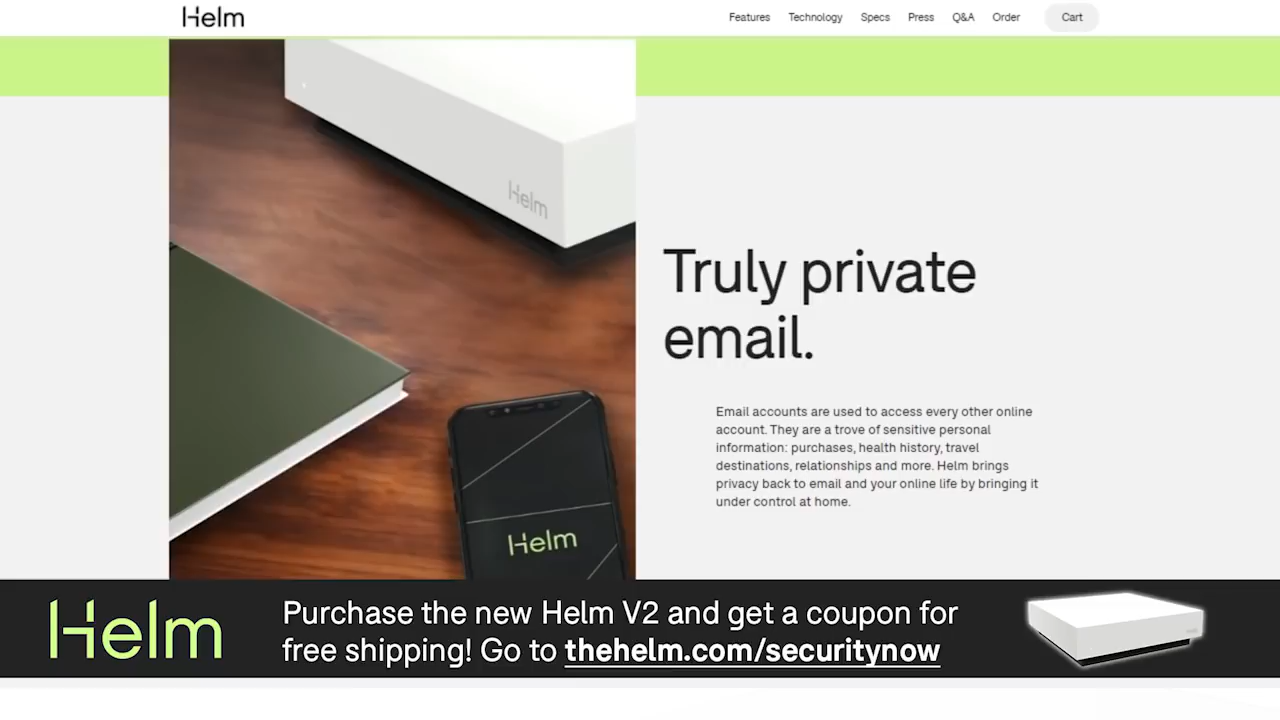 Helm
Features Technology Specs Press Q&A Order Cart
Helm
Truly private
email.
Email accounts are used to access every other online
account. They are a trove of sensitive personal
information: purchases, health history, travel
destinations, relationships and more. Helm brings
privacy back to email and your online life by bringing it
under control at home.
Helm
Helm
Purchase the new Helm V2 and get a coupon for
free shipping! Go to thehelm.com/securitynow